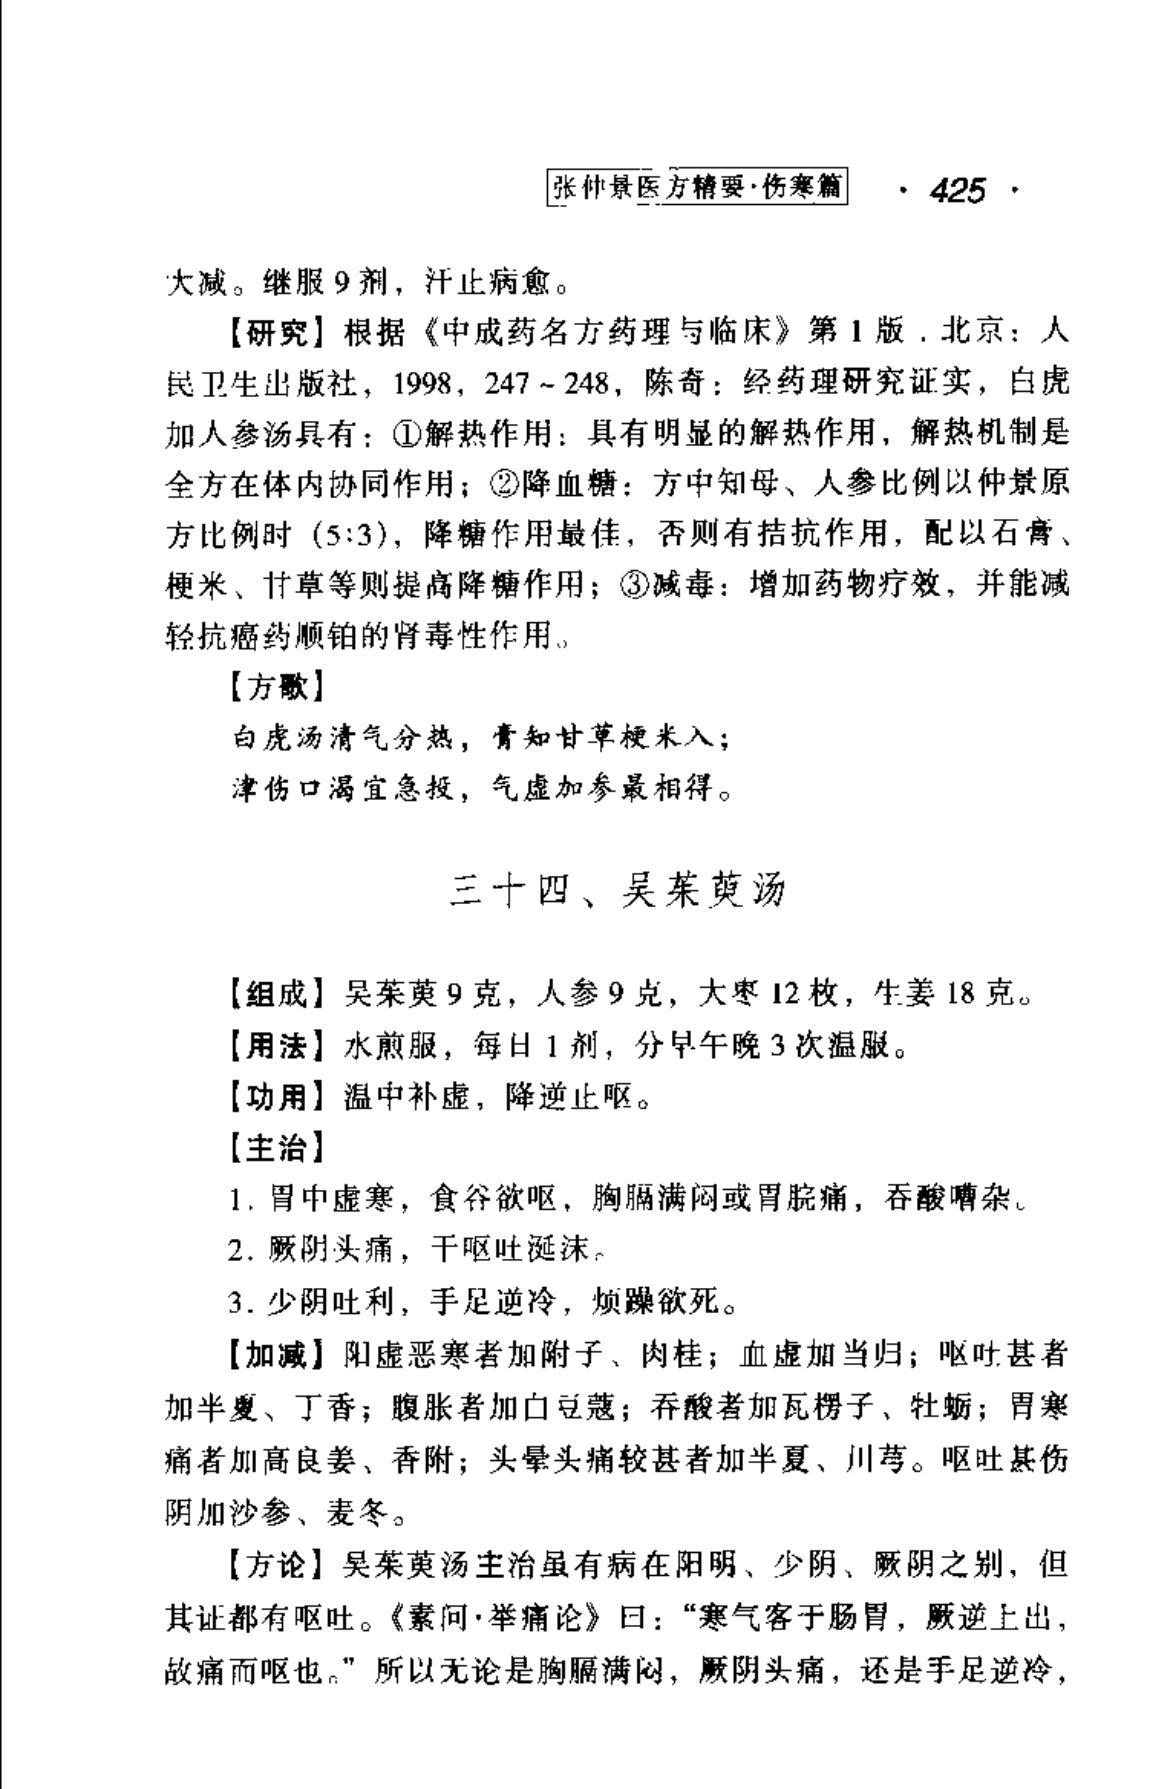 张仲景医方精要·伤寒篇 · 425 ·
大减。继服9剂，汗止病愈。
【研究】根据《中成药名方药理与临床》第1版．北京：人
民卫生出版社，1998，247～248，陈奇：经药理研究证实，白虎
加人参汤具有：①解热作用：具有明显的解热作用，解热机制是
全方在体内协同作用；②降血糖：方中知母、人参比例以仲景原
方比例时（5:3），降糖作用最佳，否则有拮抗作用，配以石膏、
梗米、甘草等则提高降糖作用；③减毒：增加药物疗效，并能减
轻抗癌药顺铂的肾毒性作用。
【方歌】
白虎汤清气分热，膏知甘草梗米入；
津伤口渴宜急投，气虚加参最相得。
三十四、吴茱萸汤
【组成】吴茱萸9克，人参9克，大枣12枚，生姜18克。
【用法】水煎服，每日1剂，分早午晚3次温服。
【功用】温中补虚，降逆止呕。
【主治】
1. 胃中虚寒，食谷欲呕，胸膈满闷或胃脘痛，吞酸嘈杂。
2. 厥阴头痛，干呕吐涎沫。
3. 少阴吐利，手足逆冷，烦躁欲死。
【加减】阳虚恶寒者加附子、肉桂；血虚加当归；呕吐甚者
加半夏、丁香；腹胀者加白豆蔻；吞酸者加瓦楞子、牡蛎；胃寒
痛者加高良姜、香附；头晕头痛较甚者加半夏、川芎。呕吐甚伤
阴加沙参、麦冬。
【方论】吴茱萸汤主治虽有病在阳明、少阴、厥阴之别，但
其证都有呕吐。《素问·举痛论》曰：“寒气客于肠胃，厥逆上出，
故痛而呕也。”所以无论是胸膈满闷，厥阴头痛，还是手足逆冷，